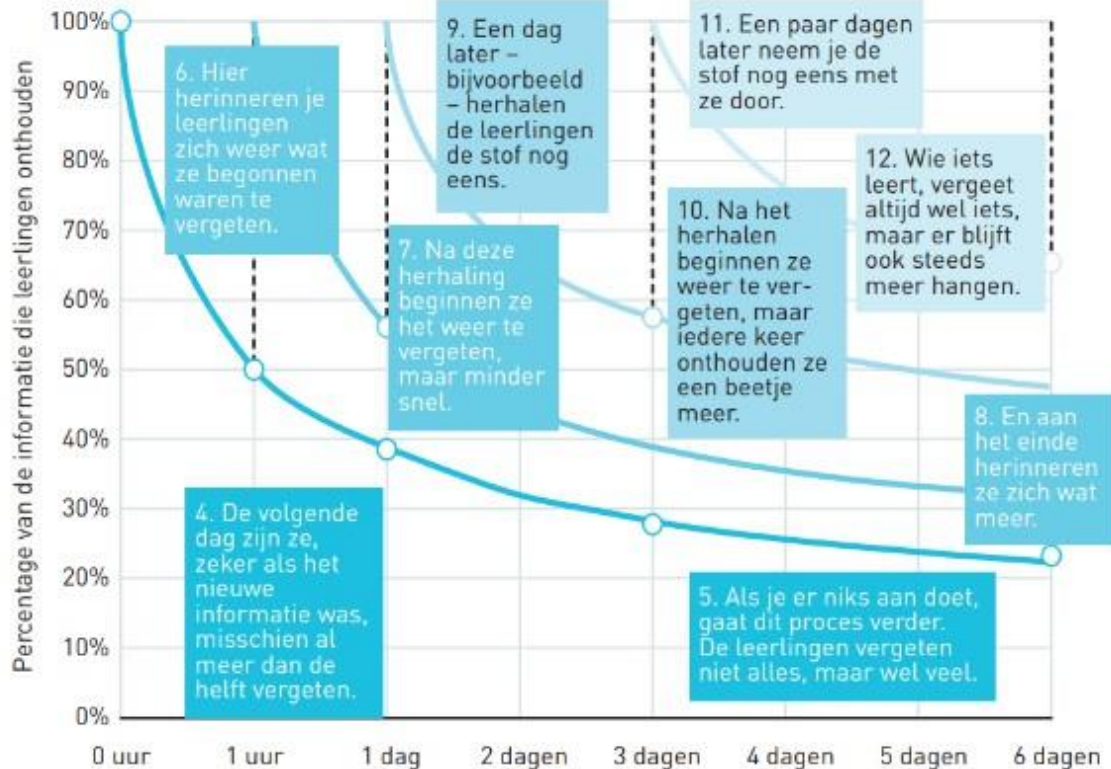 Percentage van de informatie die leerlingen onthouden
100%
90%
80%
70%
60%
50%
40%
30%
20%
10%
0%
0 uur
1 uur
1 dag
2 dagen
3 dagen
4 dagen
5 dagen
6 dagen
4. De volgende
dag zijn ze,
zeker als het
nieuwe
informatie was,
misschien al
meer dan de
helft vergeten.
5. Als je er niks aan doet,
gaat dit proces verder.
De leerlingen vergeten
niet alles, maar wel veel.
6. Hier
herinneren je
leerlingen
zich weer wat
ze begonnen
waren te
vergeten.
7. Na deze
herhaling
beginnen ze
het weer te
vergeten,
maar minder
snel.
8. En aan
het einde
herinneren
ze zich wat
meer.
9. Een dag
later –
bijvoorbeeld
– herhalen
de leerlingen
de stof nog
eens.
10. Na het
herhalen
beginnen ze
weer te ver-
geten, maar
iedere keer
onthouden ze
een beetje
meer.
11. Een paar dagen
later neem je de
stof nog eens met
ze door.
12. Wie iets
leert, vergeet
altijd wel iets,
maar er blijft
ook steeds
meer hangen.